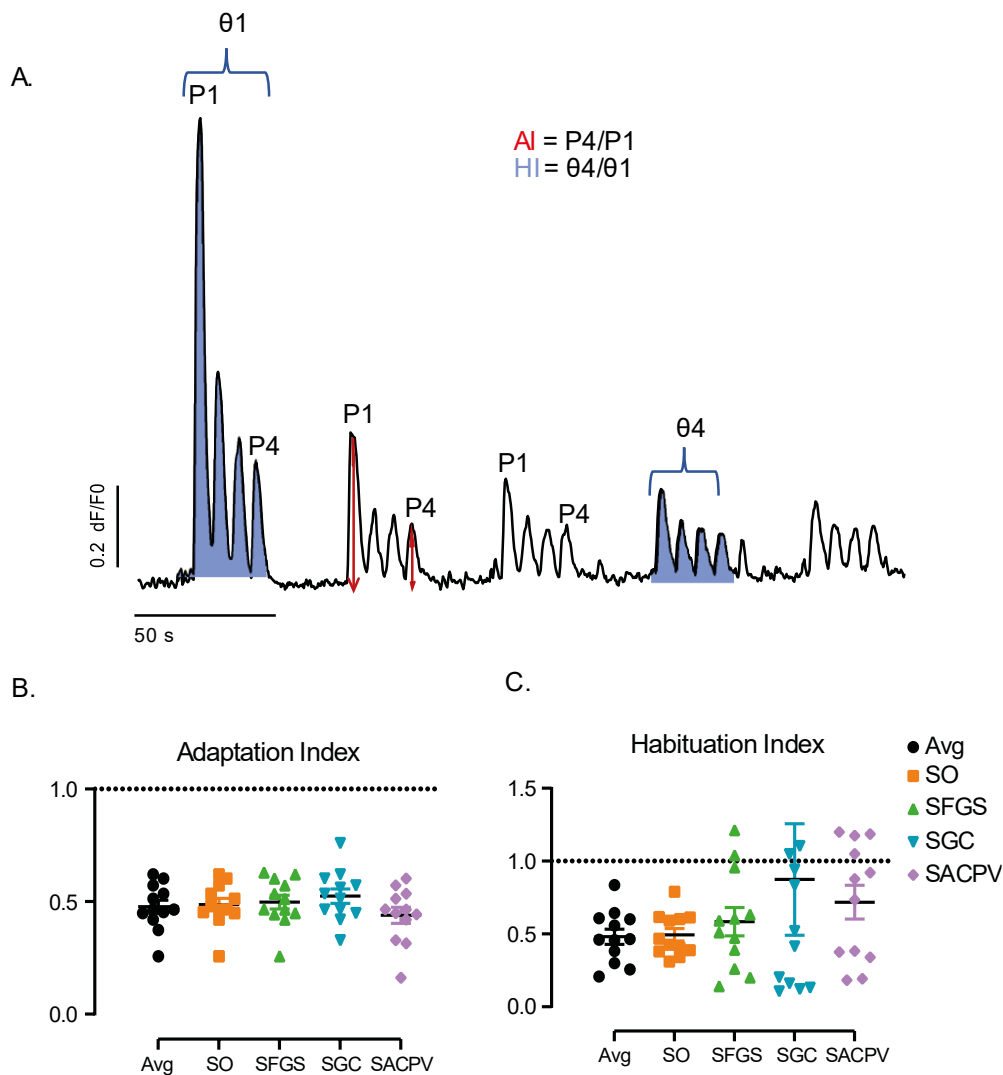 θ1
A.
P1
AI = P4/P1
HI = θ4/θ1
P1
θ4
P4
P1
P4
P4
0.2 dF/F0
50 s
B.
C.
Adaptation Index
Habituation Index
Avg
SO
SFGS
SGC
SACPV
1.0
0.5
0.0
Avg
SO
SFGS
SGC
SACPV
1.5
1.0
0.5
0.0
Avg
SO
SFGS
SGC
SACPV